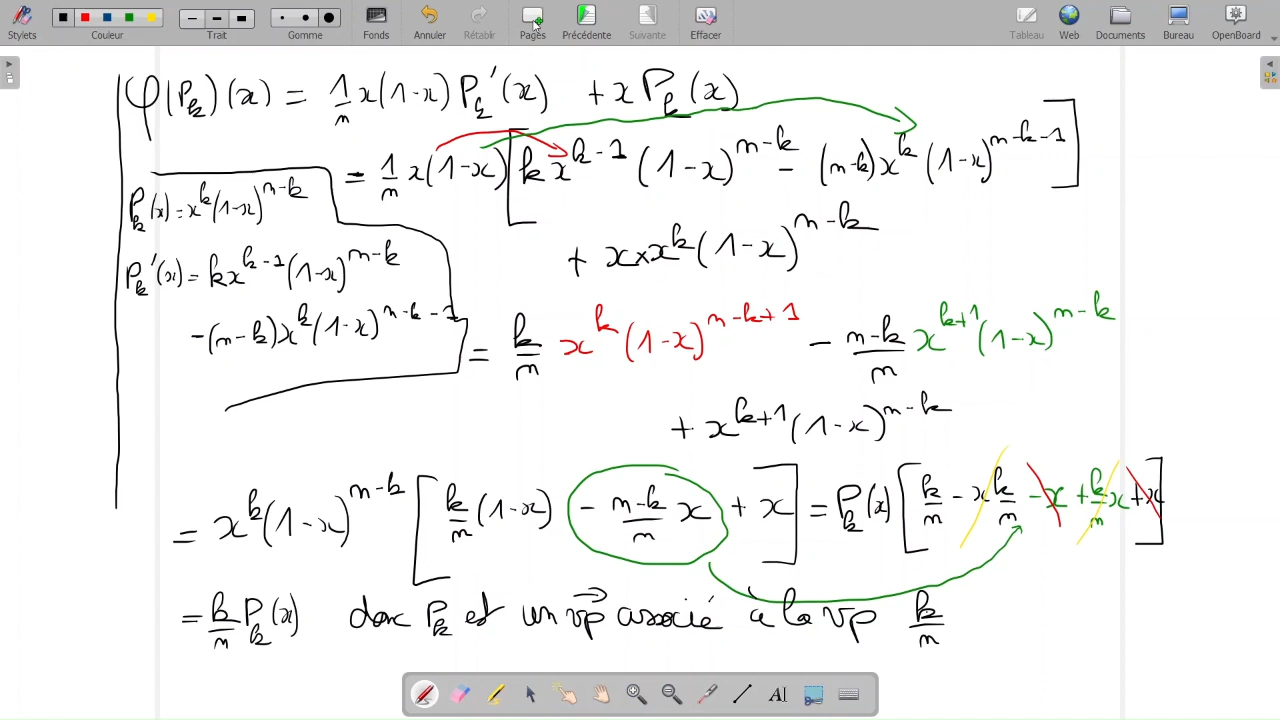 Stylets Couleur Trait Gomme Fonds Annuler Rétablir Pages Précédente Suivante Effacer Tableau Web Documents Bureau OpenBoard
φ(P_k)(x) = 1/n x(1-x) P_k'(x) + x P_k(x)
= 1/n x(1-x) [k x^{k-1} (1-x)^{n-k} - (n-k) x^k (1-x)^{n-k-1}]
+ x × x^k (1-x)^{n-k}
P_k(x) = x^k (1-x)^{n-k}
P_k'(x) = k x^{k-1} (1-x)^{n-k}
-(n-k) x^k (1-x)^{n-k-1}
= k/n x^k (1-x)^{n-k+1} - (n-k)/n x^{k+1} (1-x)^{n-k}
+ x^{k+1} (1-x)^{n-k}
= x^k (1-x)^{n-k} [k/n (1-x) - (n-k)/n x + x] = P_k(x) [k/n - x k/n - x + k/n x + x]
= k/n P_k(x) donc P_k est un vp→ associé à la vp k/n
AI